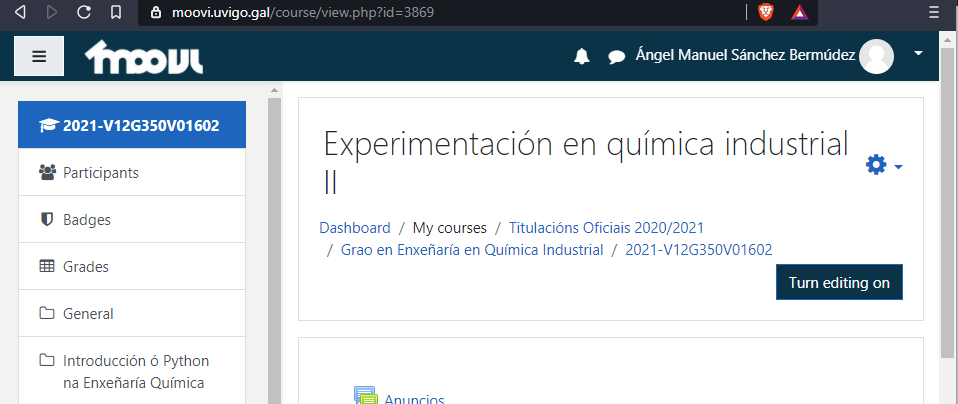 moovi.uvigo.gal/course/view.php?id=3869
moovi
Ángel Manuel Sánchez Bermúdez
2021-V12G350V01602
Participants
Badges
Grades
General
Introducción ó Python
na Enxeñaría Química
Experimentación en química industrial
II
Dashboard / My courses / Titulacións Oficiais 2020/2021
/ Grao en Enxeñaría en Química Industrial / 2021-V12G350V01602
Turn editing on
Anuncios